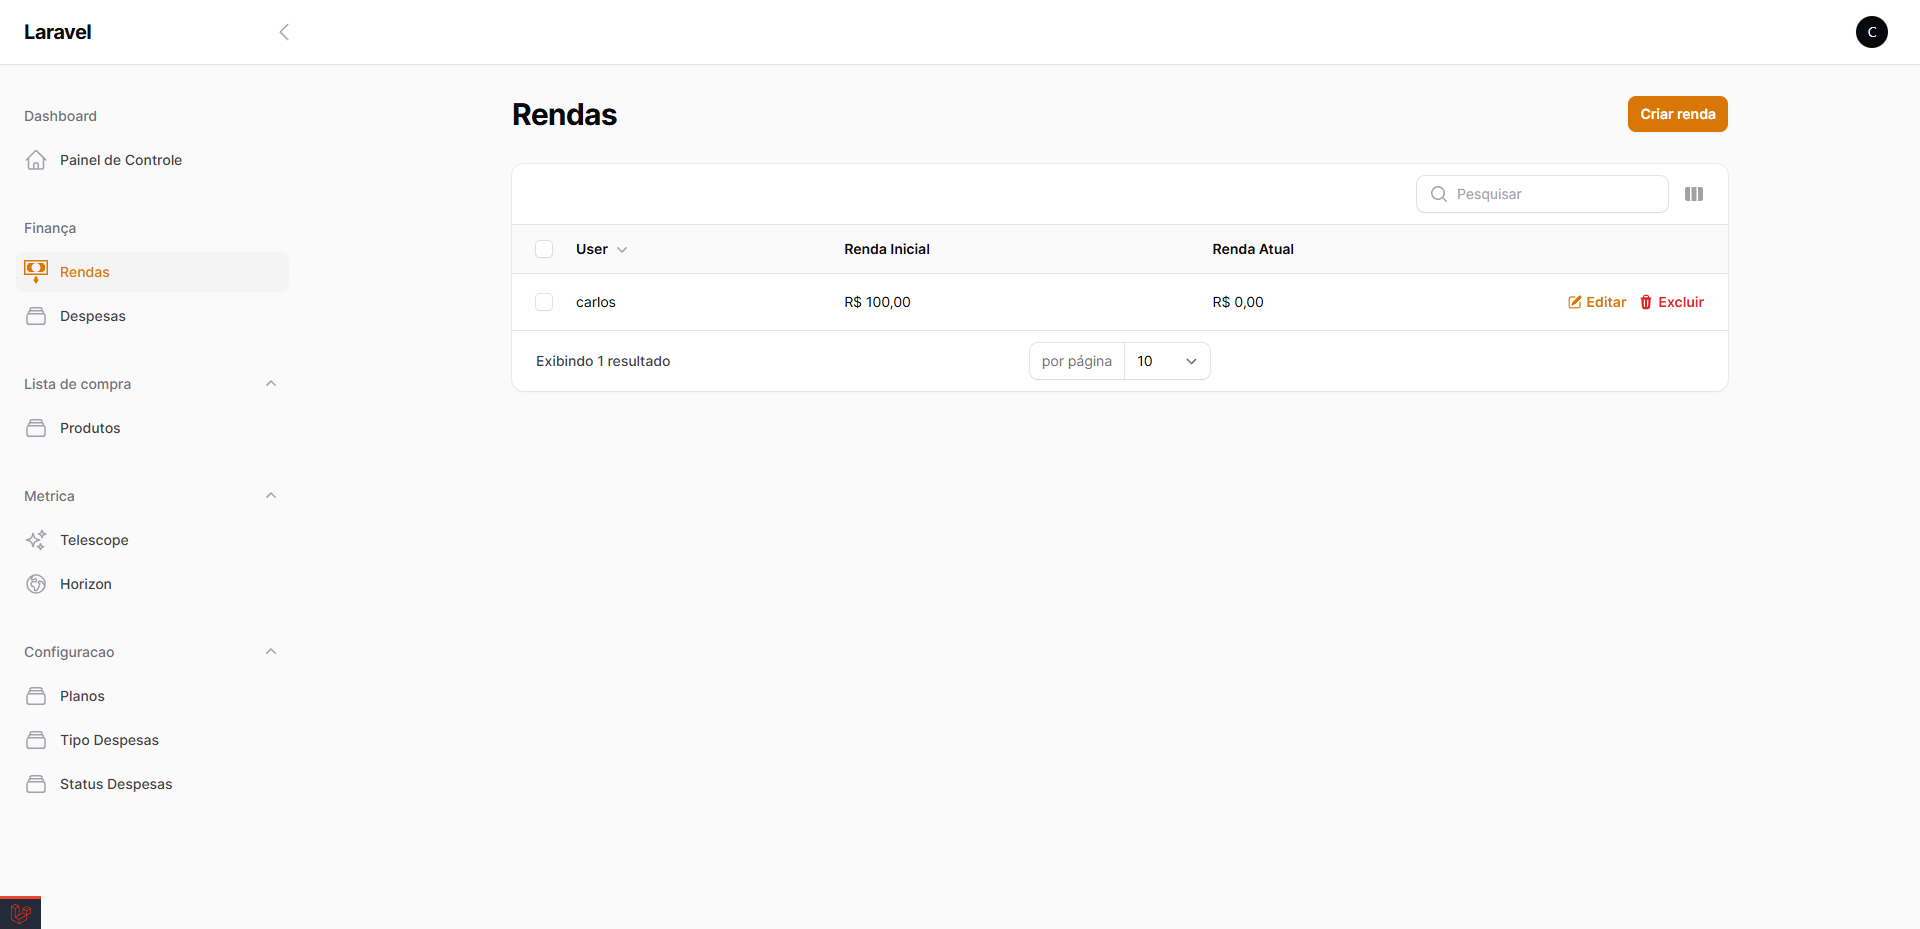 Laravel
C
Dashboard
Painel de Controle
Finança
Rendas
Despesas
Lista de compra
Produtos
Metrica
Telescope
Horizon
Configuracao
Planos
Tipo Despesas
Status Despesas
Rendas
Criar renda
Pesquisar
User Renda Inicial Renda Atual
carlos R$ 100,00 R$ 0,00 Editar Excluir
Exibindo 1 resultado por página 10